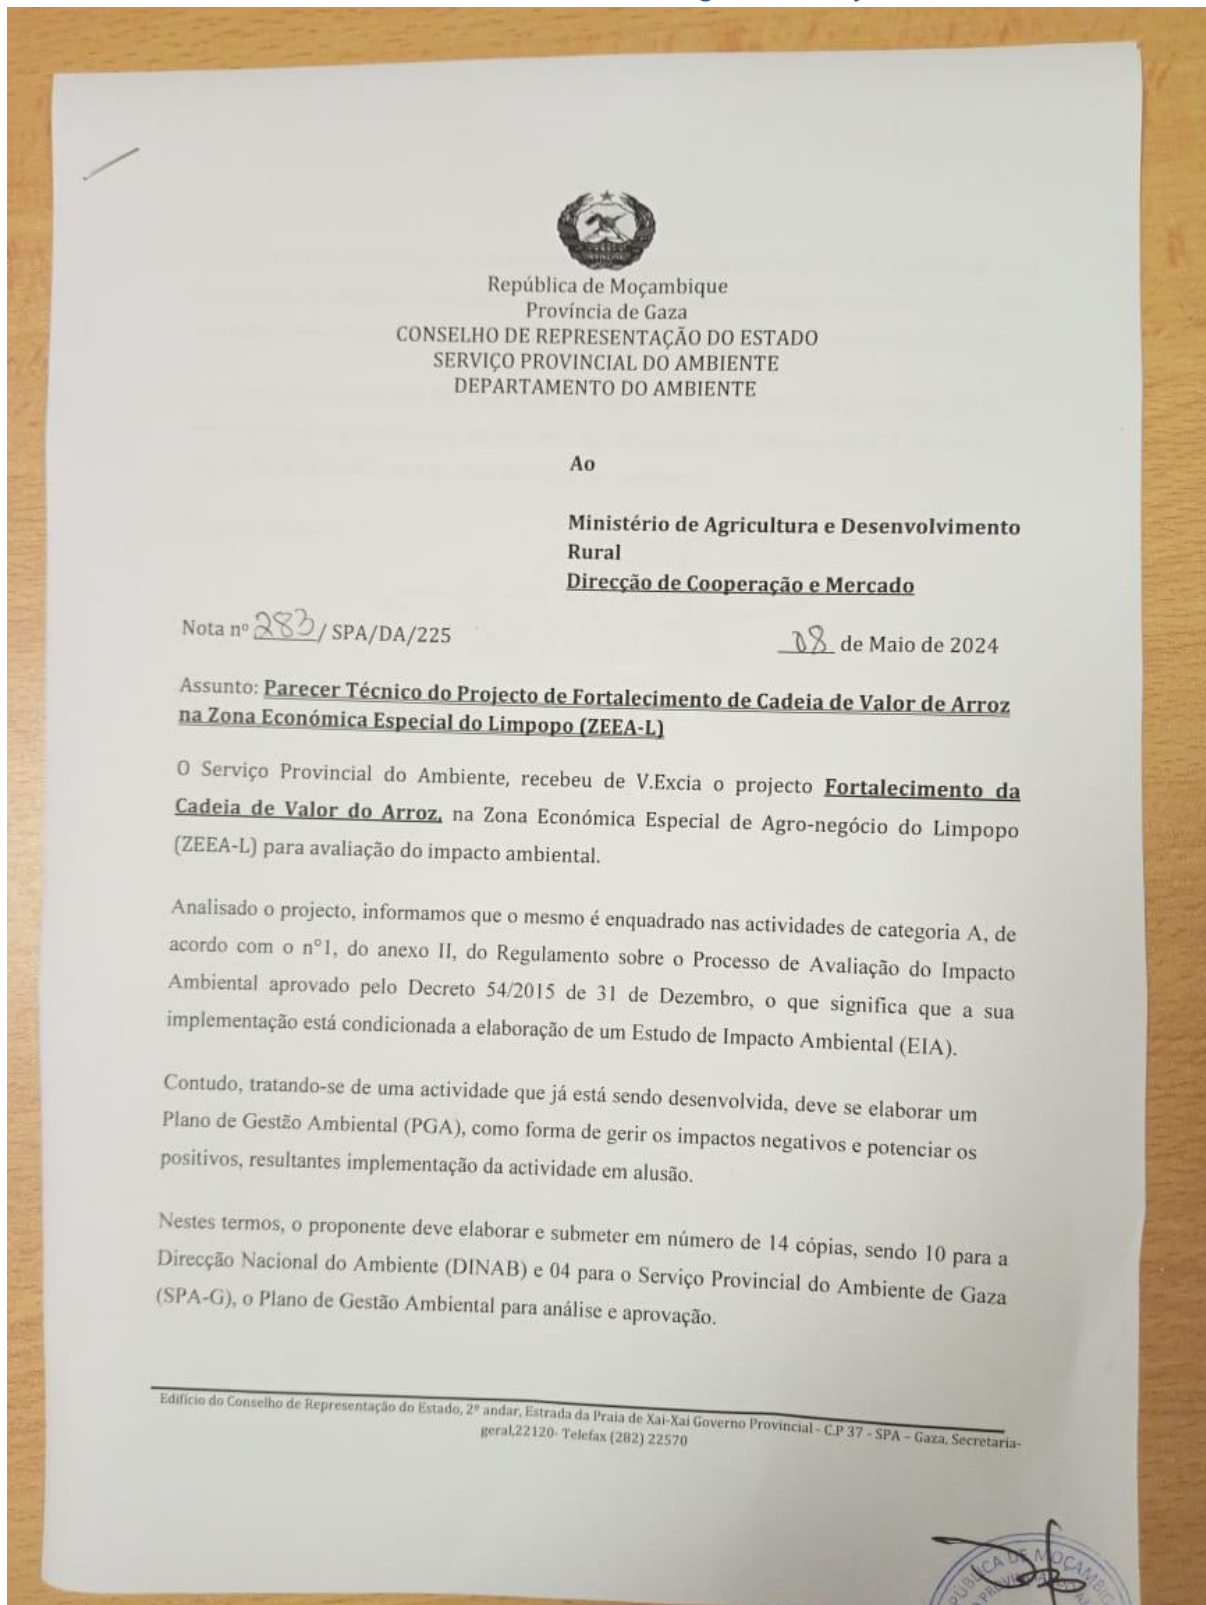 República de Moçambique
Província de Gaza
CONSELHO DE REPRESENTAÇÃO DO ESTADO
SERVIÇO PROVINCIAL DO AMBIENTE
DEPARTAMENTO DO AMBIENTE
Ao
Ministério de Agricultura e Desenvolvimento
Rural
Direcção de Cooperação e Mercado
Nota nº 283/ SPA/DA/225
08 de Maio de 2024
Assunto: Parecer Técnico do Projecto de Fortalecimento de Cadeia de Valor de Arroz
na Zona Económica Especial do Limpopo (ZEEA-L)
O Serviço Provincial do Ambiente, recebeu de V.Excia o projecto Fortalecimento da
Cadeia de Valor do Arroz, na Zona Económica Especial de Agro-negócio do Limpopo
(ZEEA-L) para avaliação do impacto ambiental.
Analisado o projecto, informamos que o mesmo é enquadrado nas actividades de categoria A, de
acordo com o nº1, do anexo II, do Regulamento sobre o Processo de Avaliação do Impacto
Ambiental aprovado pelo Decreto 54/2015 de 31 de Dezembro, o que significa que a sua
implementação está condicionada a elaboração de um Estudo de Impacto Ambiental (EIA).
Contudo, tratando-se de uma actividade que já está sendo desenvolvida, deve se elaborar um
Plano de Gestão Ambiental (PGA), como forma de gerir os impactos negativos e potenciar os
positivos, resultantes implementação da actividade em alusão.
Nestes termos, o proponente deve elaborar e submeter em número de 14 cópias, sendo 10 para a
Direcção Nacional do Ambiente (DINAB) e 04 para o Serviço Provincial do Ambiente de Gaza
(SPA-G), o Plano de Gestão Ambiental para análise e aprovação.
Edifício do Conselho de Representação do Estado, 2º andar, Estrada da Praia de Xai-Xai Governo Provincial - C.P 37 - SPA – Gaza, Secretaria-
geral,22120- Telefax (282) 22570